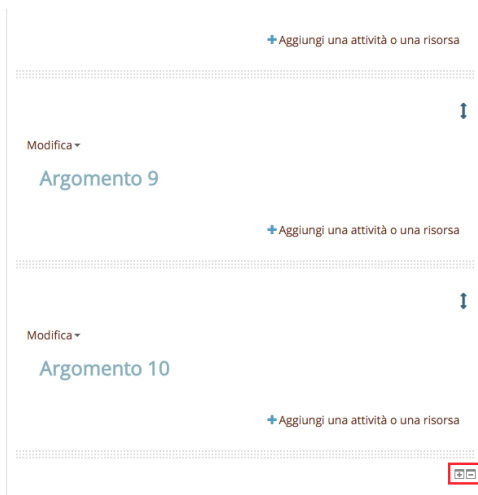 Aggiungi una attività o una risorsa
Modifica
Argomento 9
Aggiungi una attività o una risorsa
Modifica
Argomento 10
Aggiungi una attività o una risorsa